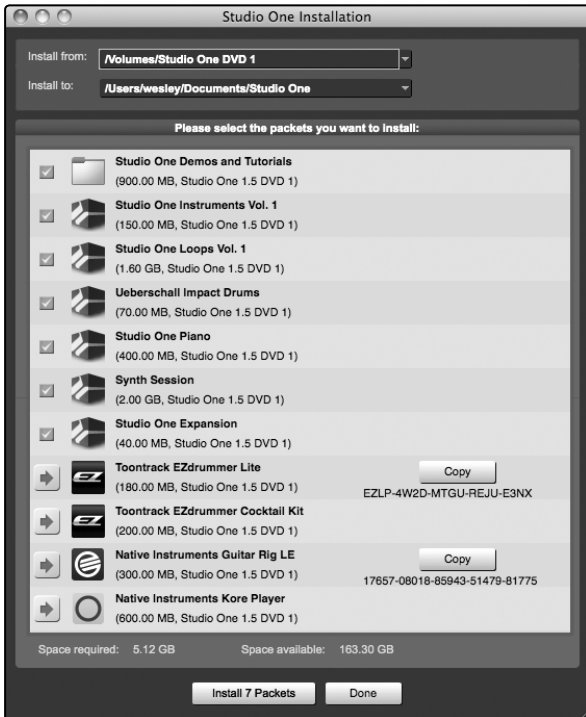 Studio One Installation
Install from: /Volumes/Studio One DVD 1
Install to: /Users/wesley/Documents/Studio One
Please select the packets you want to install:
Studio One Demos and Tutorials
(900.00 MB, Studio One 1.5 DVD 1)
Studio One Instruments Vol. 1
(150.00 MB, Studio One 1.5 DVD 1)
Studio One Loops Vol. 1
(1.60 GB, Studio One 1.5 DVD 1)
Ueberschall Impact Drums
(70.00 MB, Studio One 1.5 DVD 1)
Studio One Piano
(400.00 MB, Studio One 1.5 DVD 1)
Synth Session
(2.00 GB, Studio One 1.5 DVD 1)
Studio One Expansion
(40.00 MB, Studio One 1.5 DVD 1)
EZ
Toontrack EZdrummer Lite
(180.00 MB, Studio One 1.5 DVD 1)
Copy
EZLP-4W2D-MTGU-REJU-E3NX
EZ
Toontrack EZdrummer Cocktail Kit
(200.00 MB, Studio One 1.5 DVD 1)
Native Instruments Guitar Rig LE
(300.00 MB, Studio One 1.5 DVD 1)
Copy
17657-08018-85943-51479-81775
Native Instruments Kore Player
(600.00 MB, Studio One 1.5 DVD 1)
Space required: 5.12 GB Space available: 163.30 GB
Install 7 Packets Done